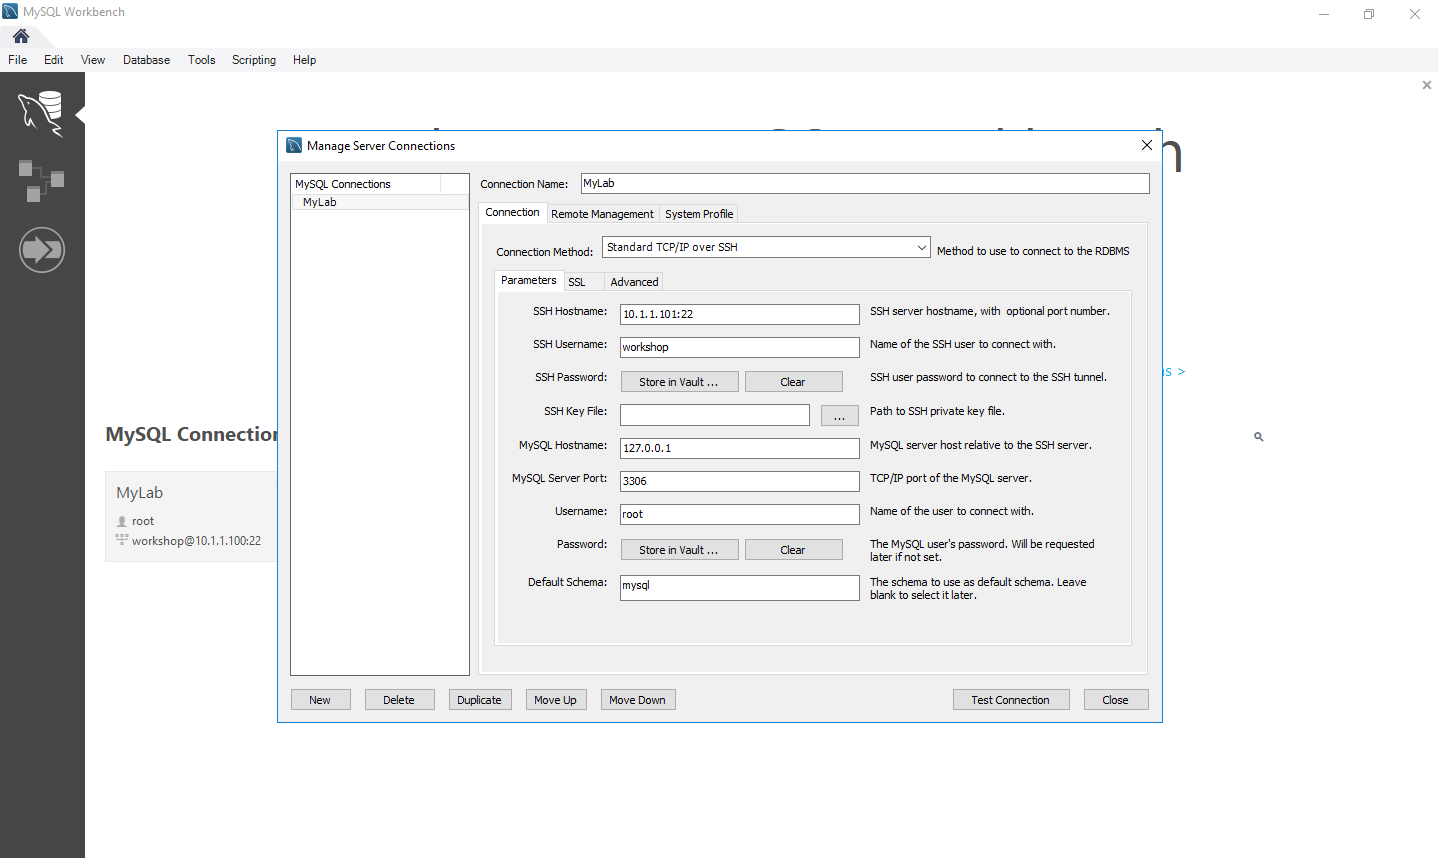 MySQL Workbench
File Edit View Database Tools Scripting Help
Manage Server Connections
MySQL Connections
MyLab
Connection Name: MyLab
Connection Remote Management System Profile
Connection Method: Standard TCP/IP over SSH Method to use to connect to the RDBMS
Parameters SSL Advanced
SSH Hostname: 10.1.1.101:22 SSH server hostname, with optional port number.
SSH Username: workshop Name of the SSH user to connect with.
SSH Password: Store in Vault ... Clear SSH user password to connect to the SSH tunnel.
SSH Key File: ... Path to SSH private key file.
MySQL Hostname: 127.0.0.1 MySQL server host relative to the SSH server.
MySQL Server Port: 3306 TCP/IP port of the MySQL server.
Username: root Name of the user to connect with.
Password: Store in Vault ... Clear The MySQL user's password. Will be requested
later if not set.
Default Schema: mysql The schema to use as default schema. Leave
blank to select it later.
New Delete Duplicate Move Up Move Down Test Connection Close
MySQL Connection
MyLab
root
workshop@10.1.1.100:22
s >